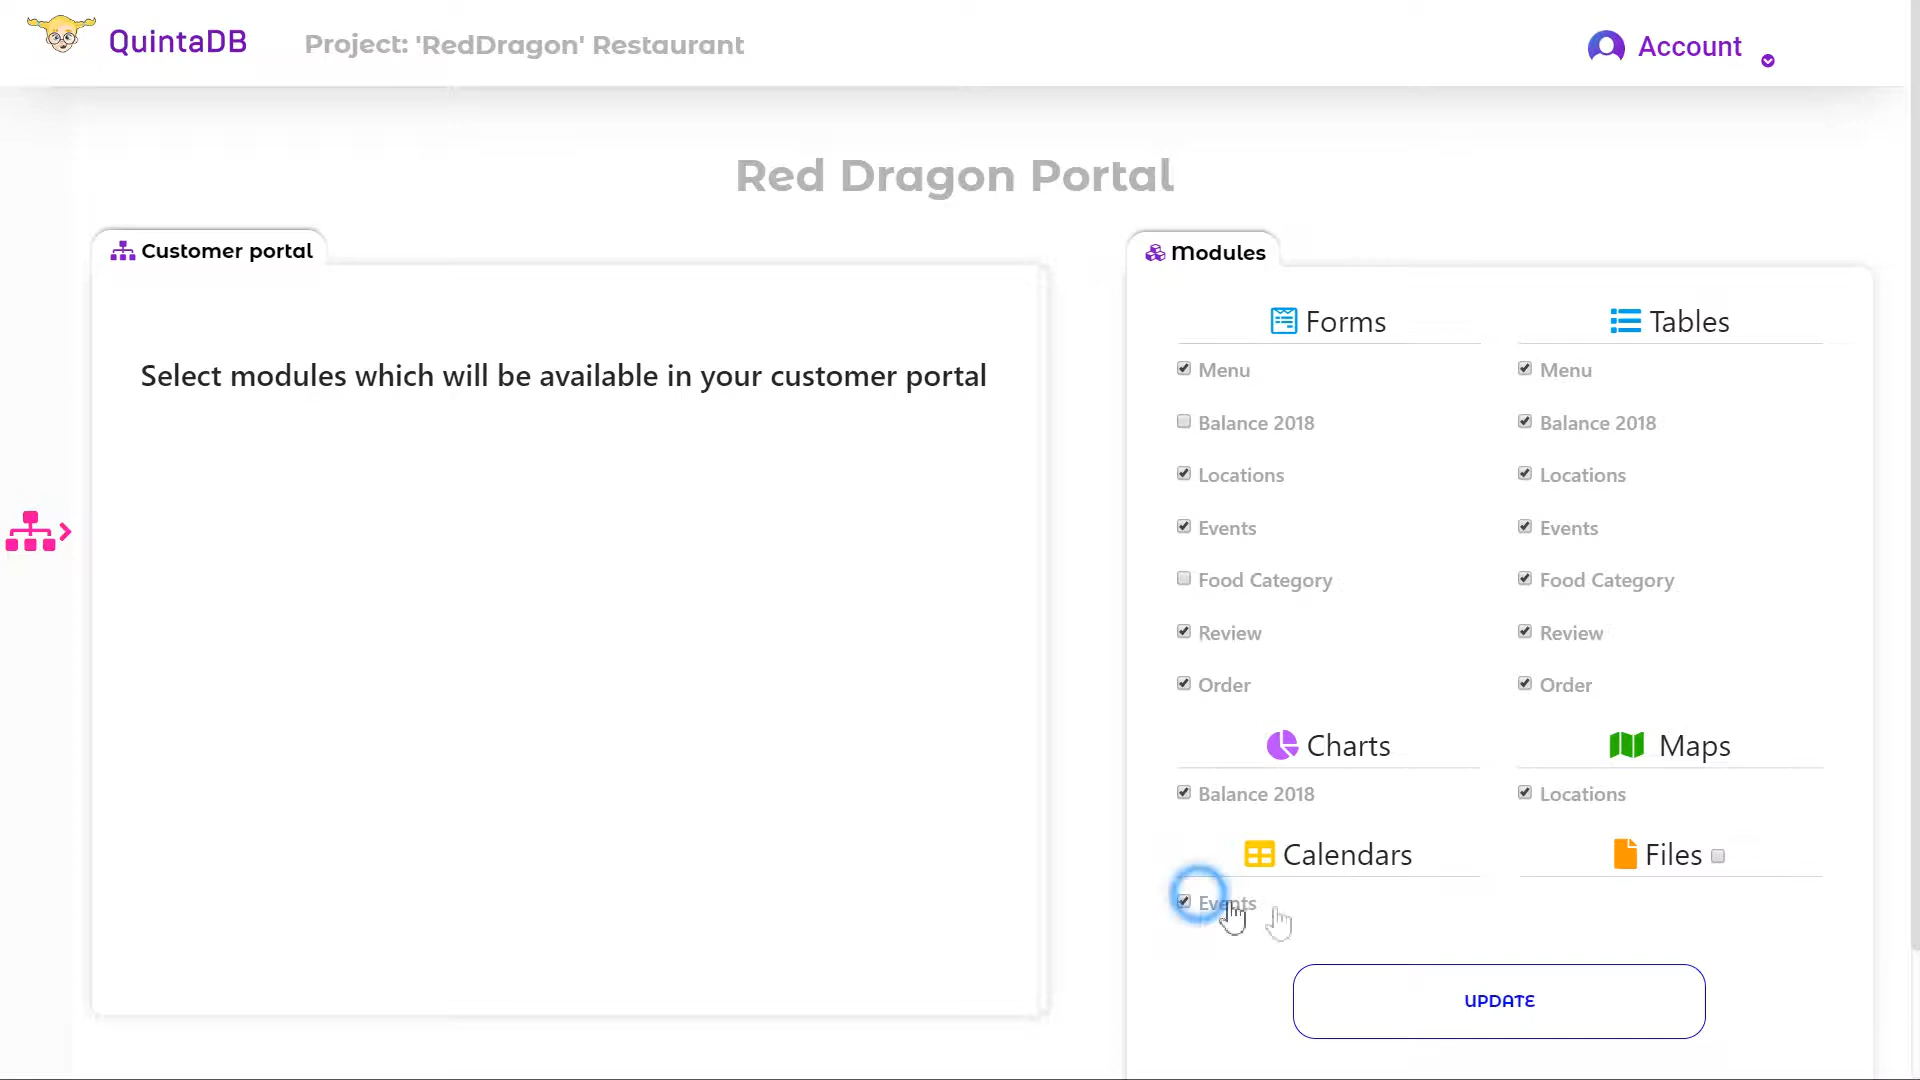 QuintaDB
Project: 'RedDragon' Restaurant
Account
Red Dragon Portal
Customer portal
Select modules which will be available in your customer portal
Modules
Forms
Menu
Balance 2018
Locations
Events
Food Category
Review
Order
Tables
Menu
Balance 2018
Locations
Events
Food Category
Review
Order
Charts
Balance 2018
Maps
Locations
Calendars
Events
Files
UPDATE